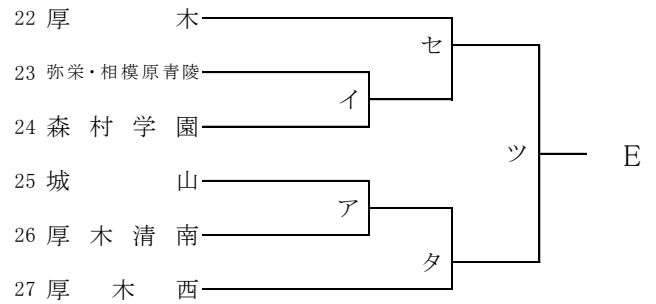 22 厚木
セ
23 弥栄・相模原青陵
イ
24 森村学園
ツ
E
25 城山
ア
26 厚木清南
タ
27 厚木西